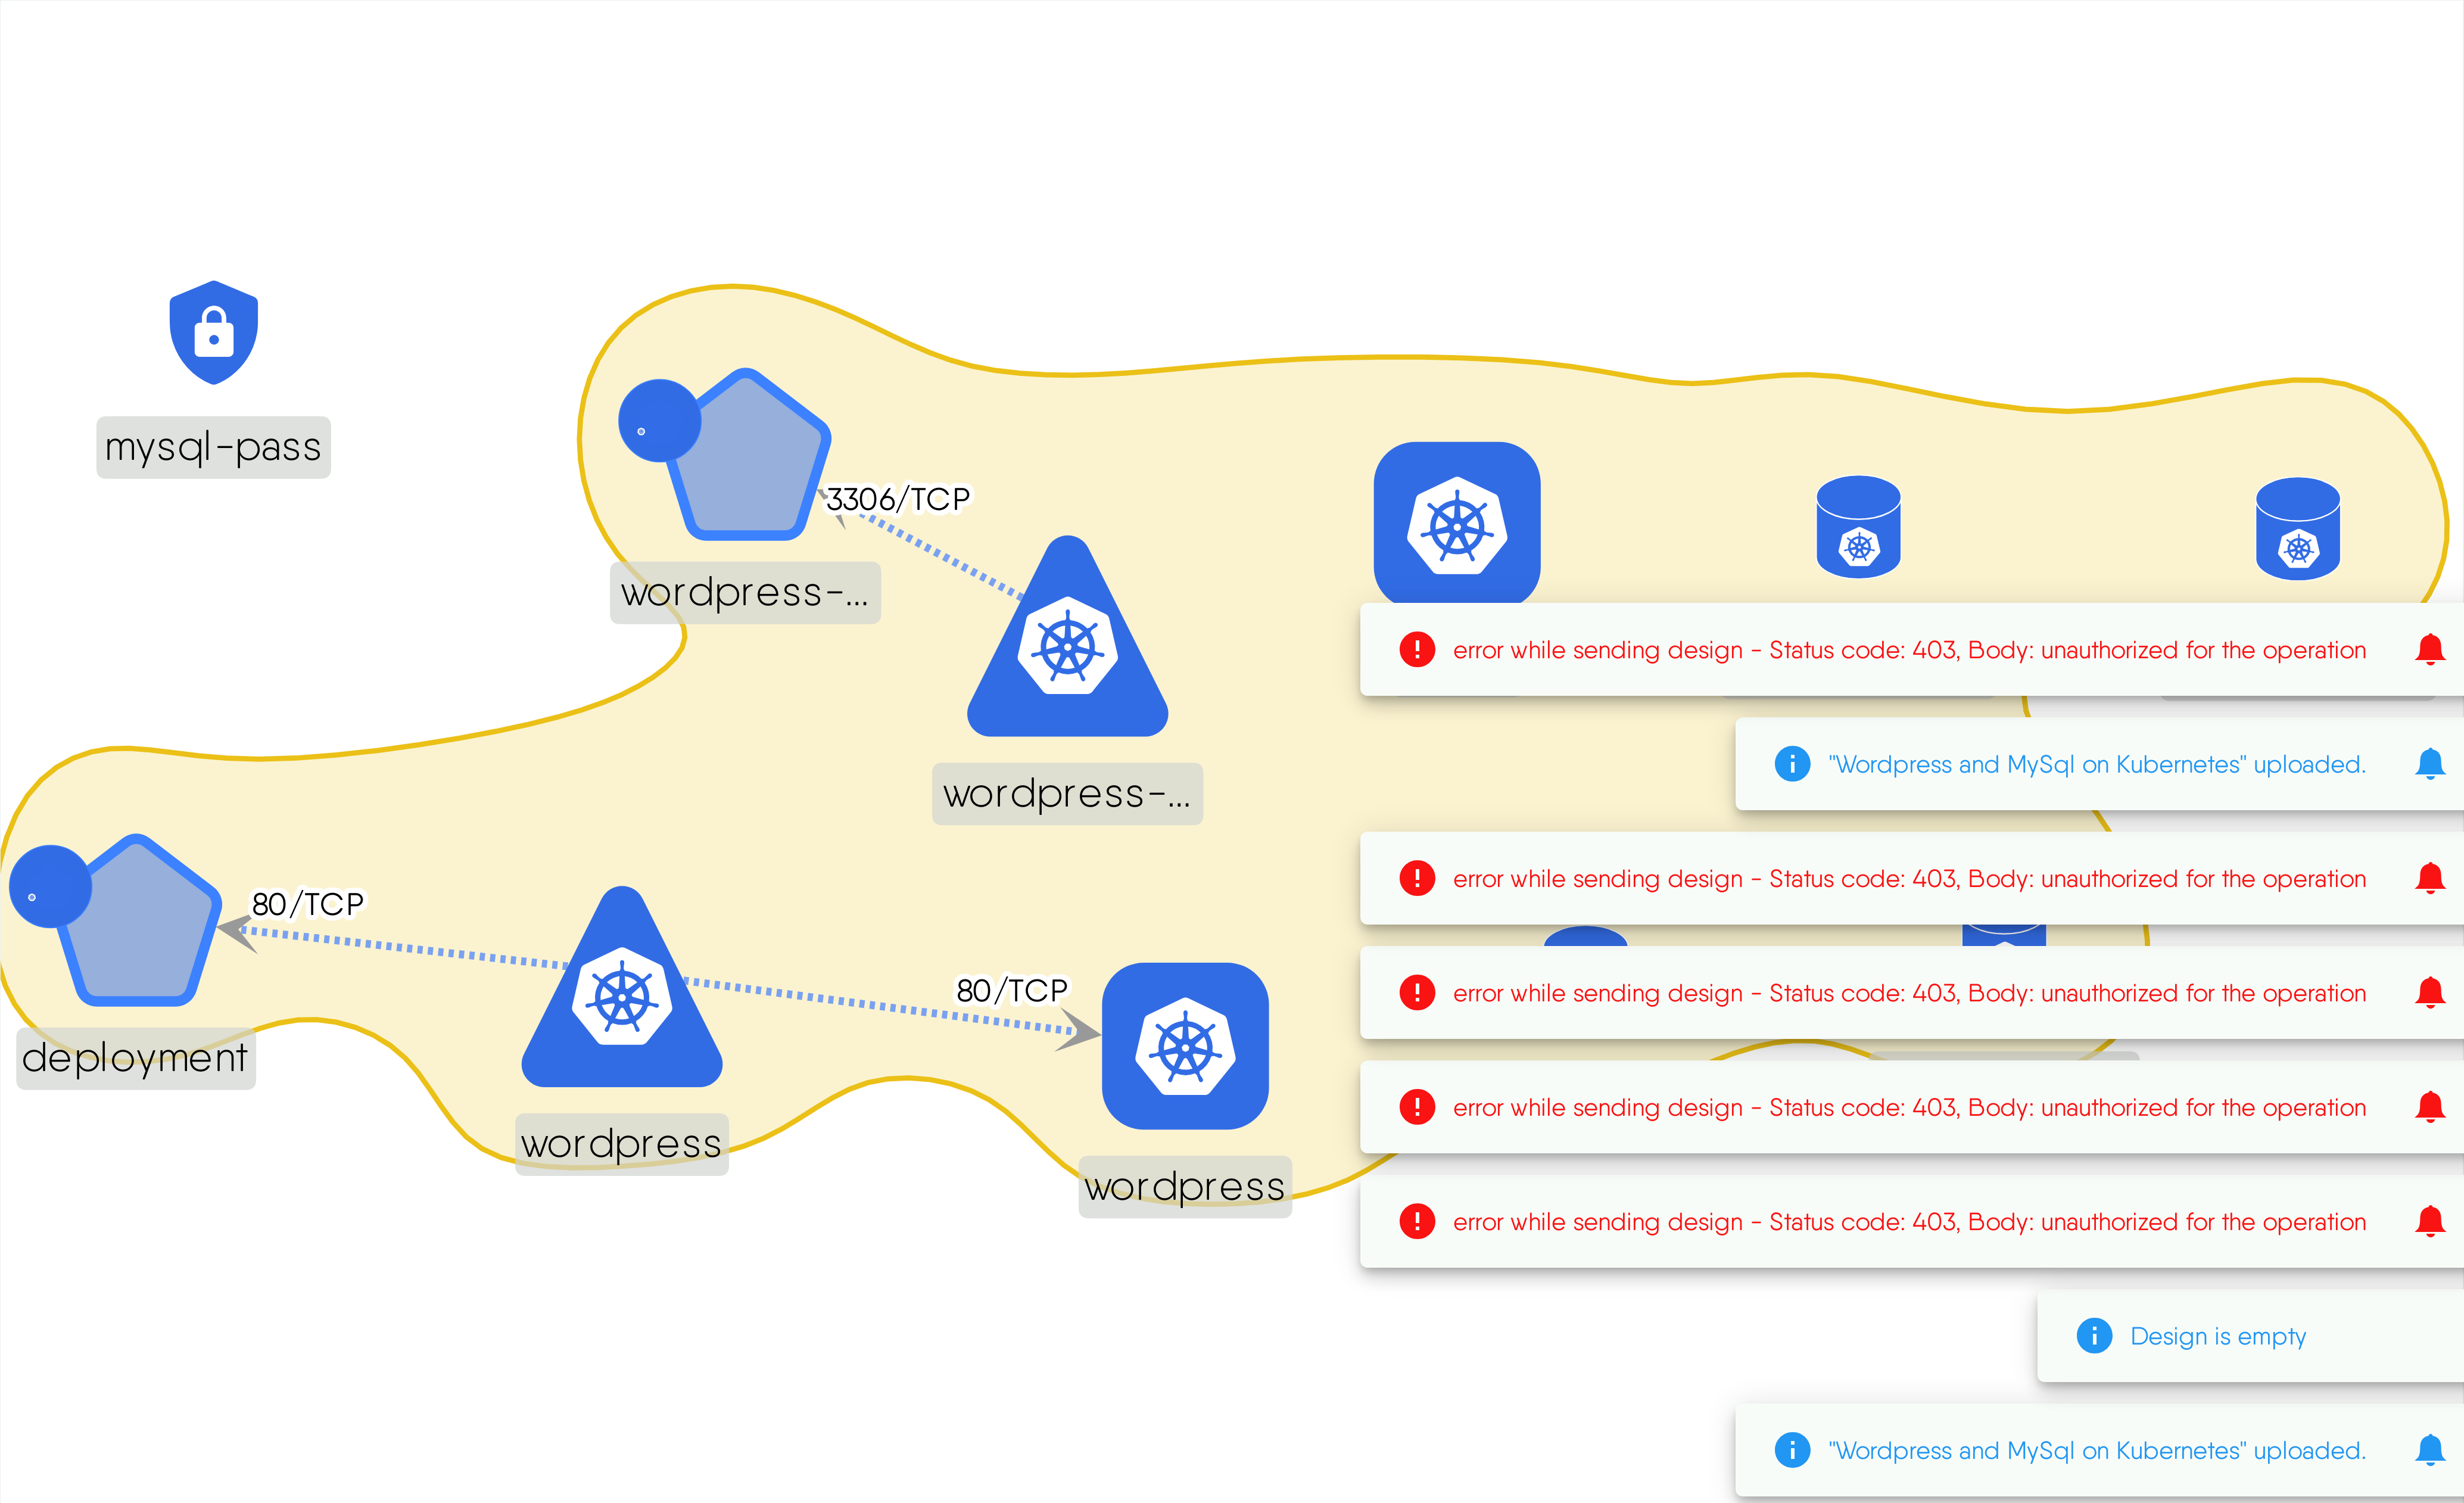 mysql-pass
3306/TCP
wordpress-...
wordpress-...
80/TCP
80/TCP
deployment
wordpress
wordpress
error while sending design - Status code: 403, Body: unauthorized for the operation
"Wordpress and MySql on Kubernetes" uploaded.
error while sending design - Status code: 403, Body: unauthorized for the operation
error while sending design - Status code: 403, Body: unauthorized for the operation
error while sending design - Status code: 403, Body: unauthorized for the operation
error while sending design - Status code: 403, Body: unauthorized for the operation
Design is empty
"Wordpress and MySql on Kubernetes" uploaded.